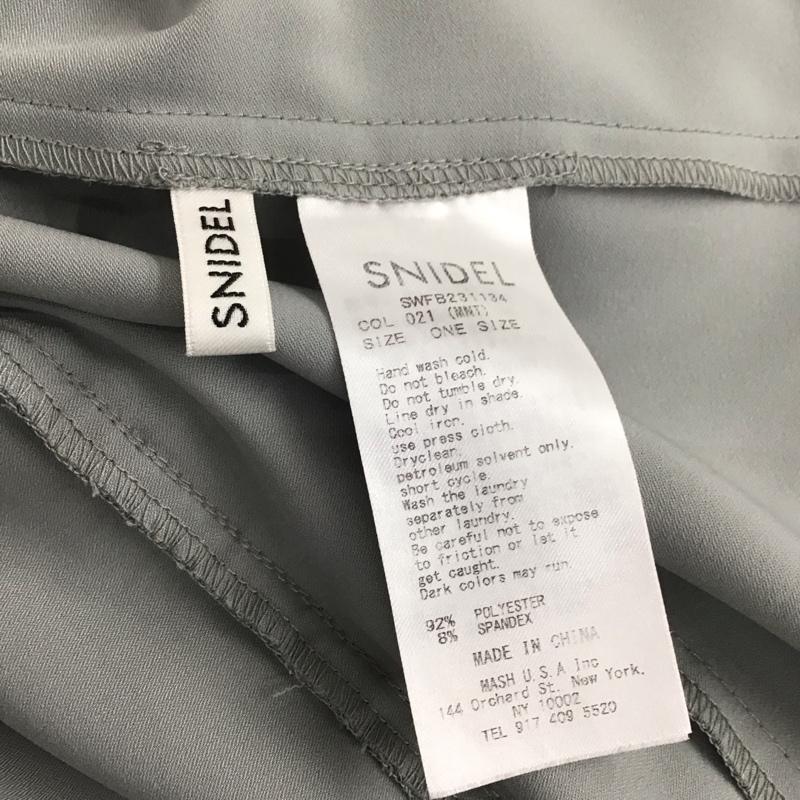 SNIDEL
SNIDEL
SWFB231134
COL 021 (MNT)
SIZE ONE SIZE
Hand wash cold.
Do not bleach.
Do not tumble dry.
Line dry in shade.
Cool iron.
use press cloth.
Dryclean.
petroleum solvent only.
short cycle.
Wash the laundry
separately from
other laundry.
Be careful not to expose
to friction or let it
get caught.
Dark colors may run.
92% POLYESTER
8% SPANDEX
MADE IN CHINA
MASH U.S.A Inc
144 Orchard St. New York.
NY 10002
TEL 917 409 5520